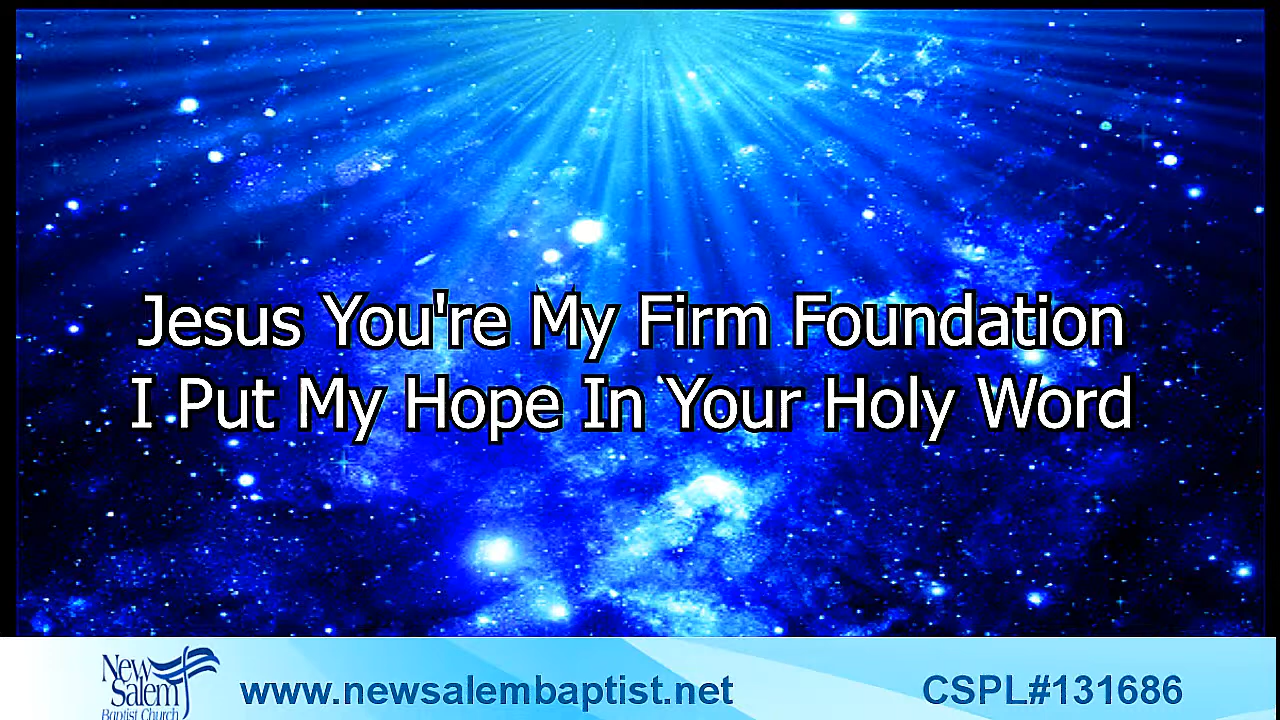 Jesus You're My Firm Foundation
I Put My Hope In Your Holy Word
New
Salem
Baptist Church
www.newsalembaptist.net
CSPL#131686